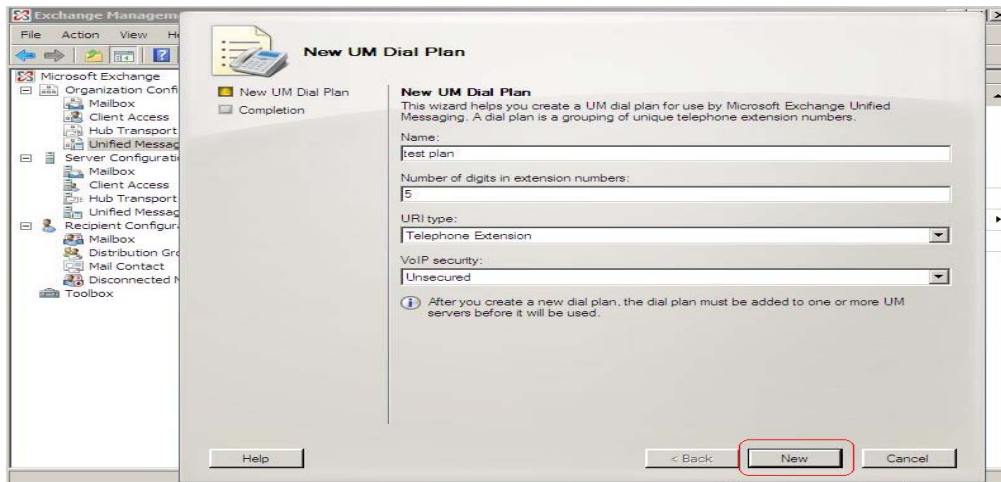 Exchange Managem
File Action View He
Microsoft Exchange
Organization Confi
Mailbox
Client Access
Hub Transport
Unified Messag
Server Configurati
Mailbox
Client Access
Hub Transport
Unified Messag
Recipient Configura
Mailbox
Distribution Gro
Mail Contact
Disconnected M
Toolbox
New UM Dial Plan
New UM Dial Plan
Completion
New UM Dial Plan
This wizard helps you create a UM dial plan for use by Microsoft Exchange Unified
Messaging. A dial plan is a grouping of unique telephone extension numbers.
Name:
test plan
Number of digits in extension numbers:
5
URI type:
Telephone Extension
VoIP security:
Unsecured
After you create a new dial plan, the dial plan must be added to one or more UM
servers before it will be used.
Help
< Back
New
Cancel